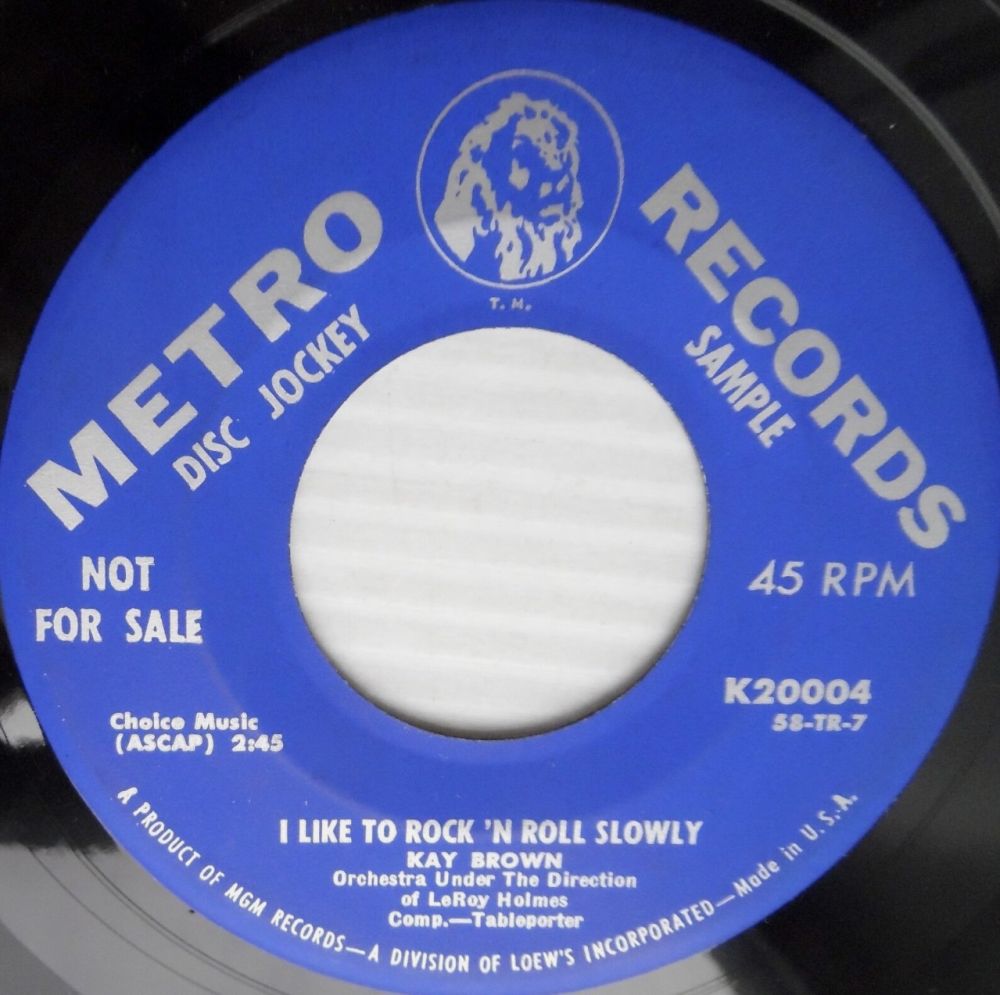 METRO RECORDS
T. M.
DISC JOCKEY SAMPLE
NOT
FOR SALE
45 RPM
K20004
58-TR-7
Choice Music
(ASCAP) 2:45
I LIKE TO ROCK 'N ROLL SLOWLY
KAY BROWN
Orchestra Under The Direction
of LeRoy Holmes
Comp.—Tableporter
A PRODUCT OF MGM RECORDS—A DIVISION OF LOEW'S INCORPORATED—Made in U.S.A.